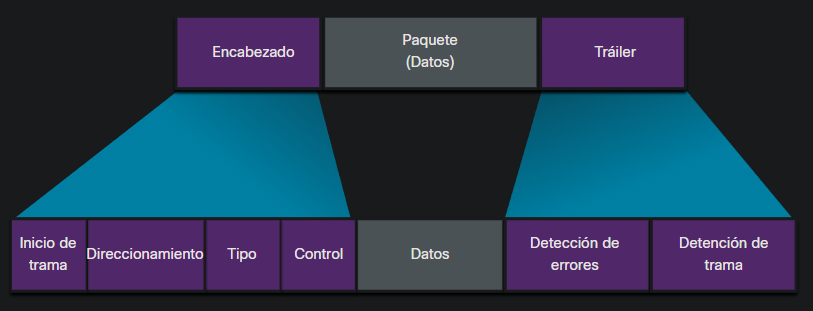 Encabezado
Paquete
(Datos)
Tráiler
Inicio de
trama
Direccionamiento
Tipo
Control
Datos
Detección de
errores
Detención de
trama